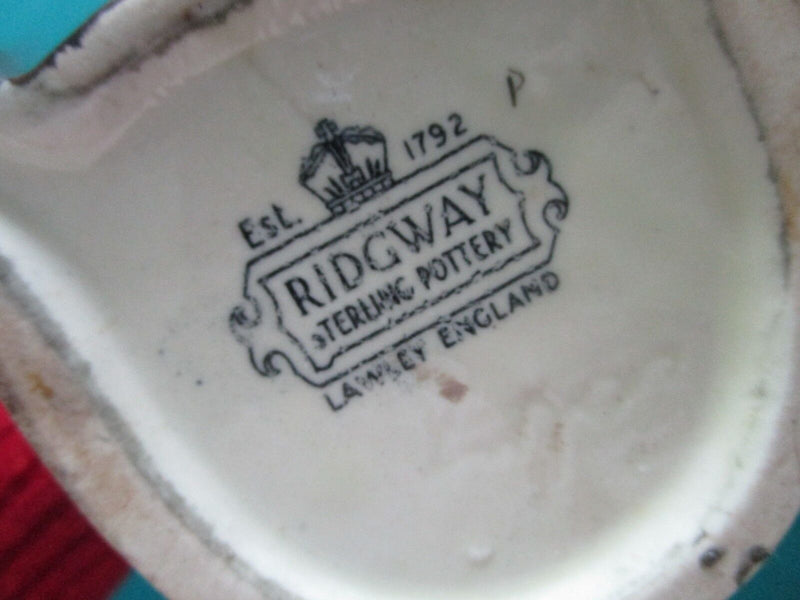 P
Est. 1792
RIDGWAY
STERLING POTTERY
LAWLEY ENGLAND